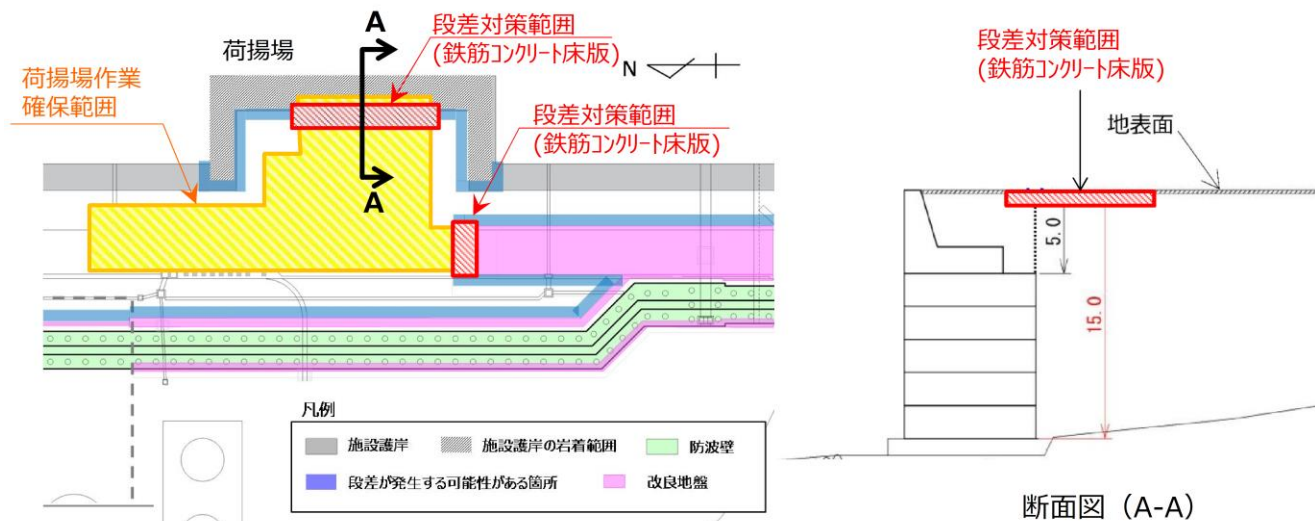 荷揚場
A
段差対策範囲
(鉄筋コンクリート床版)
N
荷揚場作業
確保範囲
段差対策範囲
(鉄筋コンクリート床版)
A
凡例
施設護岸
施設護岸の岩着範囲
防波壁
段差が発生する可能性がある箇所
改良地盤
段差対策範囲
(鉄筋コンクリート床版)
地表面
5.0
15.0
断面図（A-A）